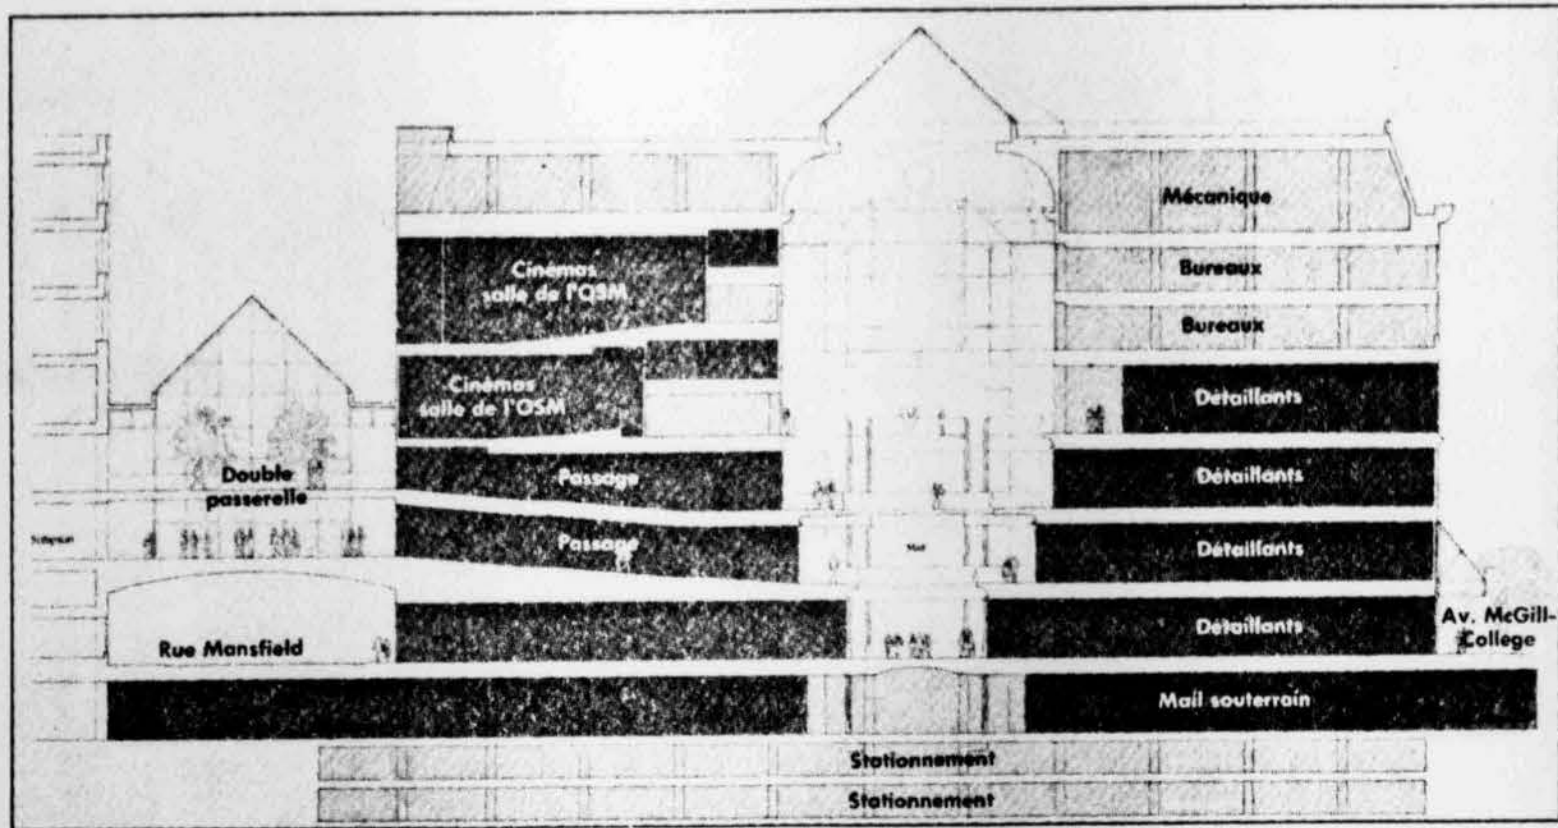 Mécanique
Cinémas
salle de l'OSM
Bureaux
Bureaux
Cinémas
salle de l'OSM
Détaillants
Double
passerelle
Passage
Détaillants
Passage
Détaillants
Rue Mansfield
Détaillants
Av. McGill-
College
Mail souterrain
Stationnement
Stationnement